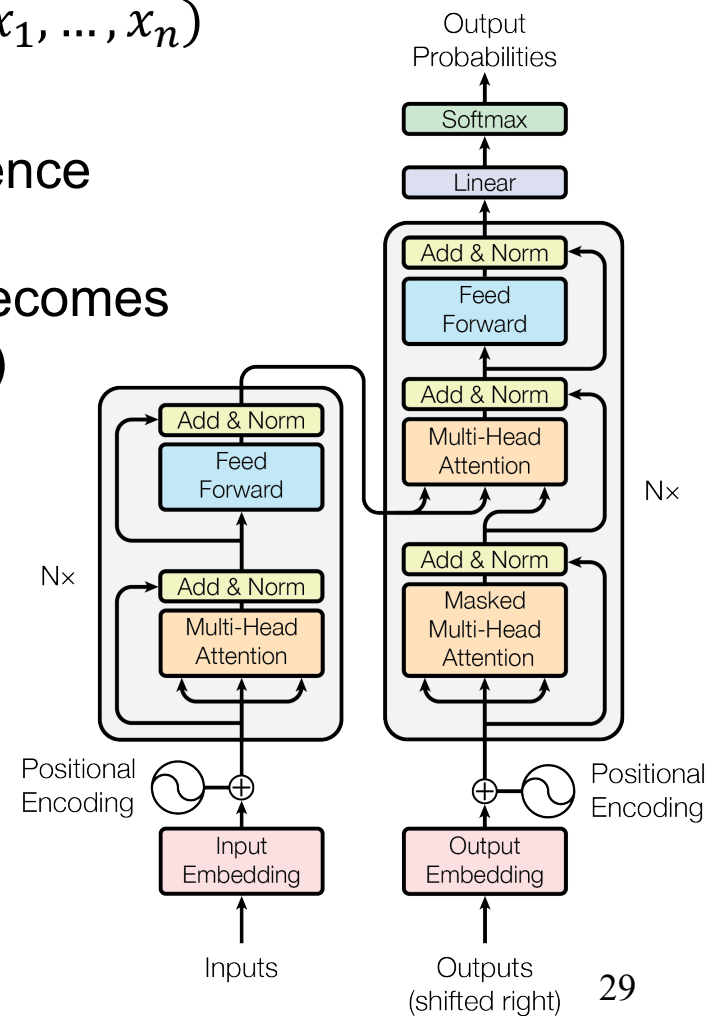 x₁, … , xₙ)
ence
ecomes
)
Output
Probabilities
Softmax
Linear
Add & Norm
Feed
Forward
Add & Norm
Multi-Head
Attention
Add & Norm
Masked
Multi-Head
Attention
N×
Add & Norm
Feed
Forward
Add & Norm
Multi-Head
Attention
N×
Positional
Encoding
Positional
Encoding
Input
Embedding
Output
Embedding
Inputs
Outputs
(shifted right)
29